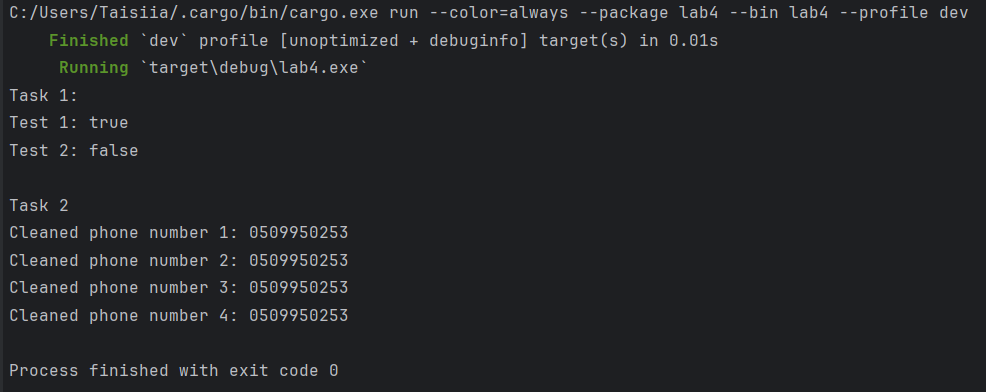 C:/Users/Taisiia/.cargo/bin/cargo.exe run --color=always --package lab4 --bin lab4 --profile dev
Finished `dev` profile [unoptimized + debuginfo] target(s) in 0.01s
Running `target\debug\lab4.exe`
Task 1:
Test 1: true
Test 2: false
Task 2
Cleaned phone number 1: 0509950253
Cleaned phone number 2: 0509950253
Cleaned phone number 3: 0509950253
Cleaned phone number 4: 0509950253
Process finished with exit code 0